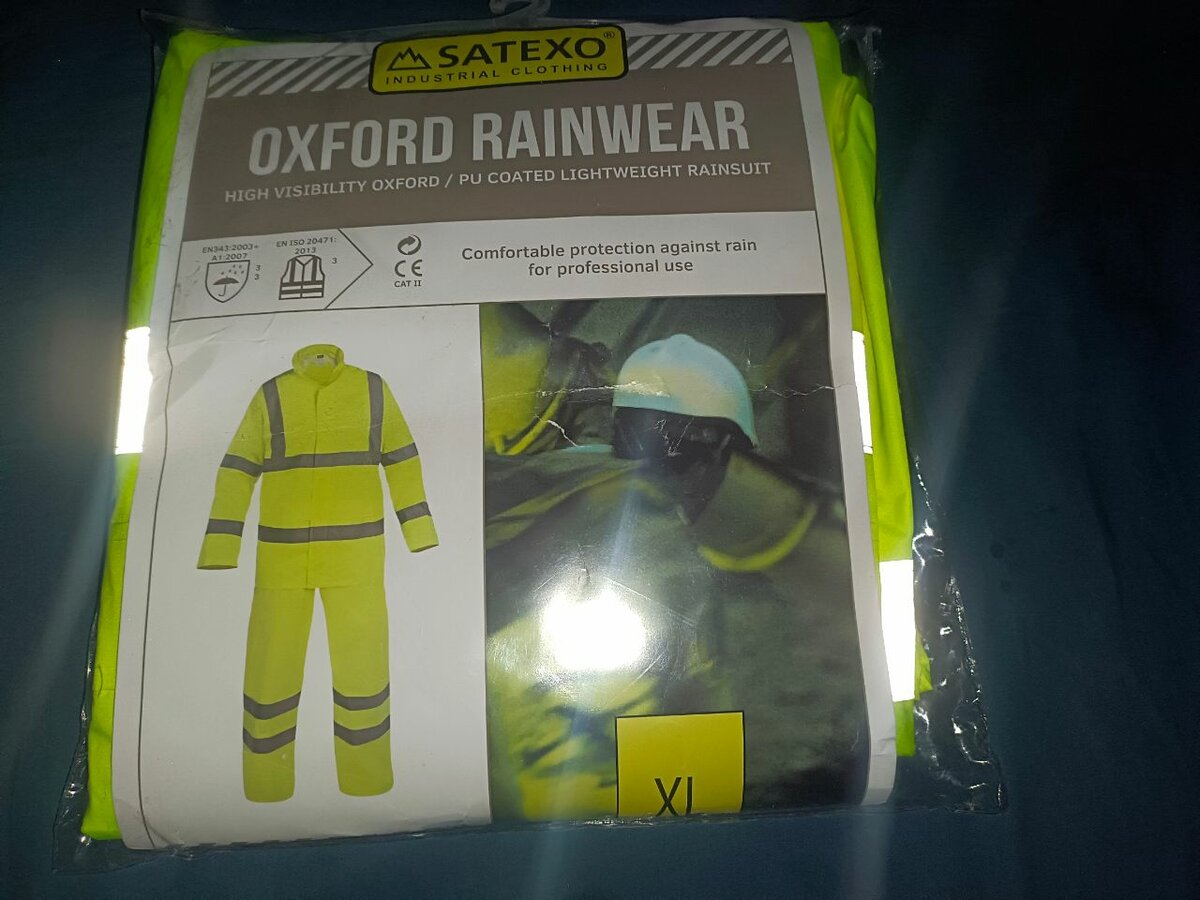 SATEXO®
INDUSTRIAL CLOTHING
OXFORD RAINWEAR
HIGH VISIBILITY OXFORD / PU COATED LIGHTWEIGHT RAINSUIT
EN343:2003+
A1:2007
3
3
EN ISO 20471:
2013
3
CE
CAT II
Comfortable protection against rain
for professional use
XL